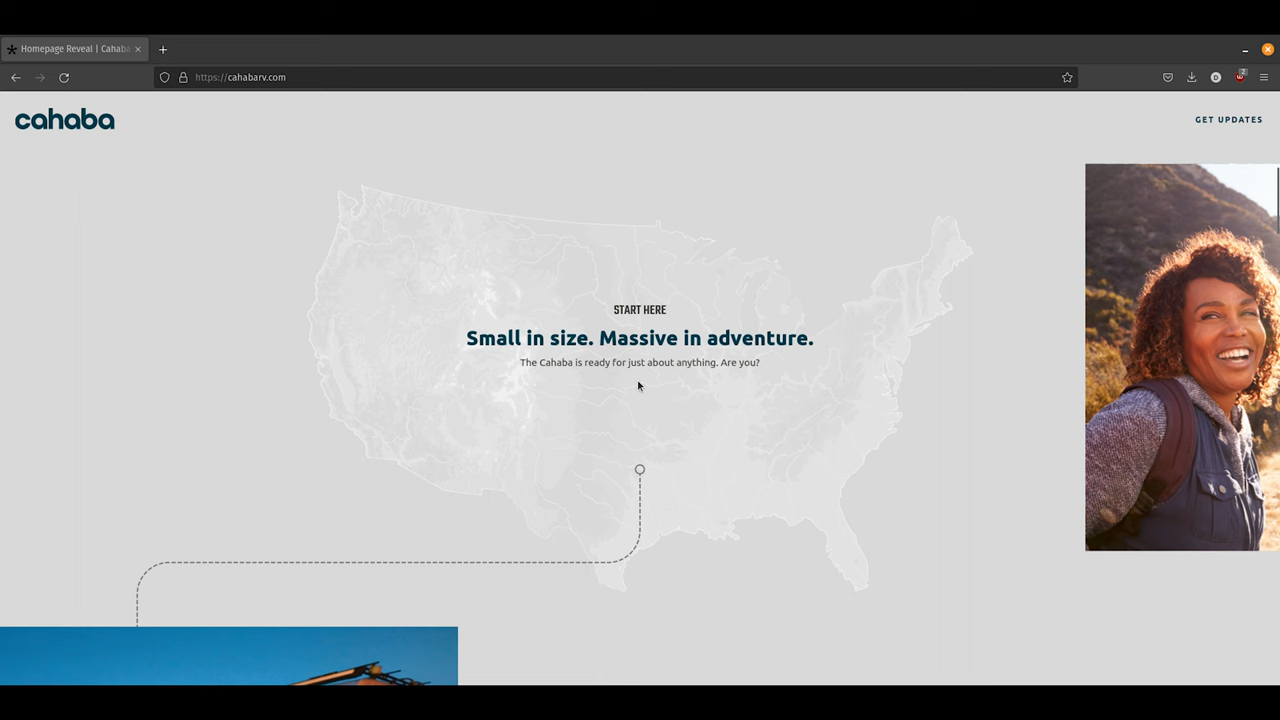 Homepage Reveal | Cahaba
https://cahabarv.com
cahaba
GET UPDATES
START HERE
Small in size. Massive in adventure.
The Cahaba is ready for just about anything. Are you?